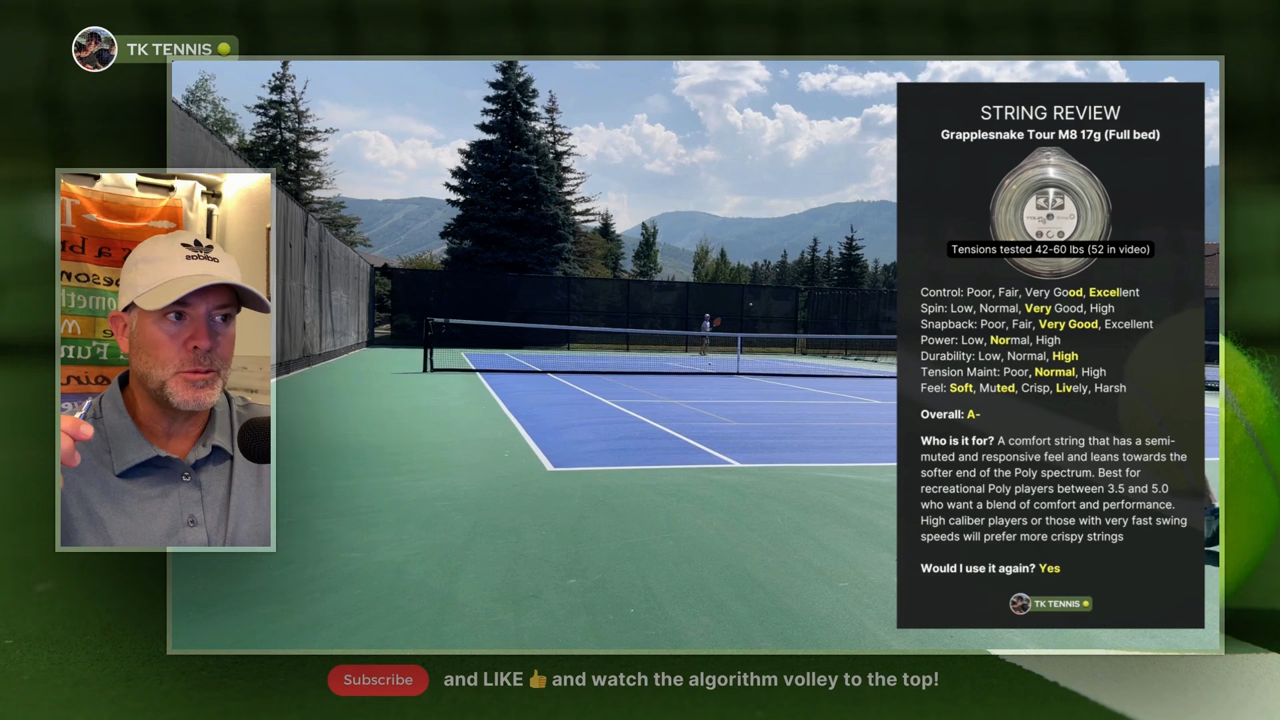 TK TENNIS
STRING REVIEW
Grapplesnake Tour M8 17g (Full bed)
Tensions tested 42-60 lbs (52 in video)
Control: Poor, Fair, Very Good, Excellent
Spin: Low, Normal, Very Good, High
Snapback: Poor, Fair, Very Good, Excellent
Power: Low, Normal, High
Durability: Low, Normal, High
Tension Maint: Poor, Normal, High
Feel: Soft, Muted, Crisp, Lively, Harsh
Overall: A-
Who is it for? A comfort string that has a semi-
muted and responsive feel and leans towards the
softer end of the Poly spectrum. Best for
recreational Poly players between 3.5 and 5.0
who want a blend of comfort and performance.
High caliber players or those with very fast swing
speeds will prefer more crispy strings
Would I use it again? Yes
TK TENNIS
adidas
Subscribe and LIKE 👍 and watch the algorithm volley to the top!